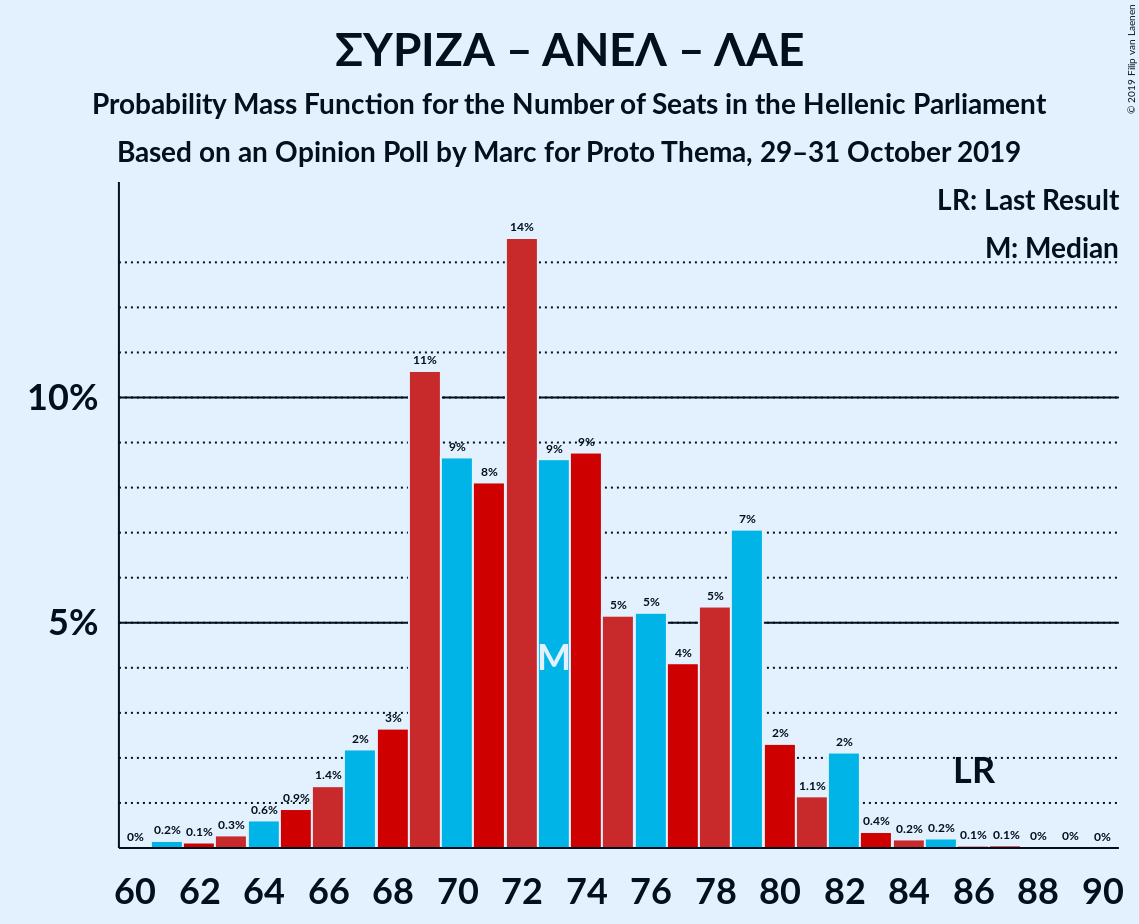 ΣΥΡΙΖΑ – ΑΝΕΛ – ΛΑΕ
Probability Mass Function for the Number of Seats in the Hellenic Parliament
Based on an Opinion Poll by Marc for Proto Thema, 29–31 October 2019
© 2019 Filip van Laenen
LR: Last Result
M: Median
10%
5%
0% 0.2% 0.1% 0.3% 0.6% 0.9% 1.4% 2% 3% 11% 9% 8% 14% 9% 9% 5% 5% 4% 5% 7% 2% 1.1% 2% 0.4% 0.2% 0.2% 0.1% 0.1% 0% 0% 0%
M
LR
60 62 64 66 68 70 72 74 76 78 80 82 84 86 88 90